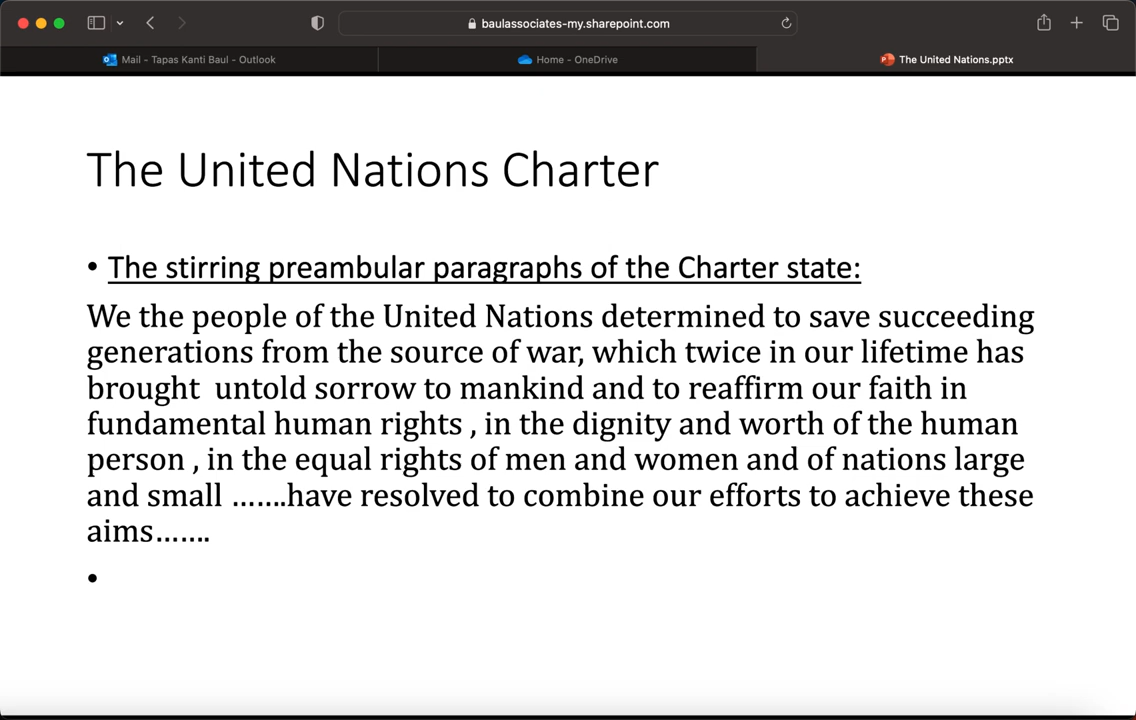 baulassociates-my.sharepoint.com
Mail - Tapas Kanti Baul - Outlook
Home - OneDrive
The United Nations.pptx
The United Nations Charter
• The stirring preambular paragraphs of the Charter state:
We the people of the United Nations determined to save succeeding
generations from the source of war, which twice in our lifetime has
brought  untold sorrow to mankind and to reaffirm our faith in
fundamental human rights , in the dignity and worth of the human
person , in the equal rights of men and women and of nations large
and small …….have resolved to combine our efforts to achieve these
aims…….
•